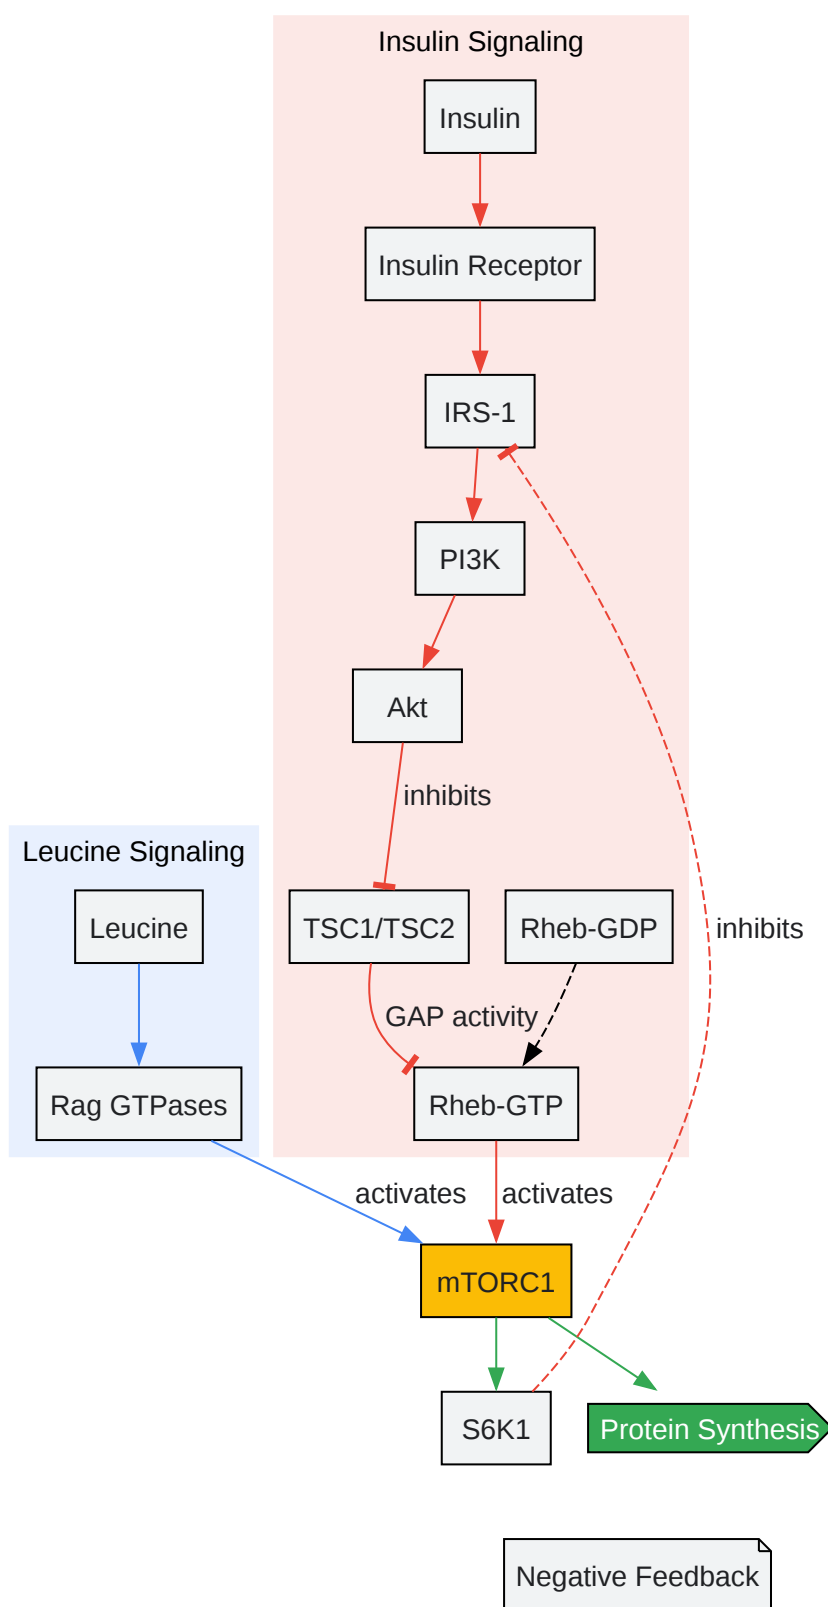 Insulin Signaling
Insulin
Insulin Receptor
IRS-1
PI3K
Akt
inhibits
Leucine Signaling
Leucine
TSC1/TSC2
Rheb-GDP
inhibits
GAP activity
Rag GTPases
Rheb-GTP
activates
activates
mTORC1
S6K1
Protein Synthesis
Negative Feedback